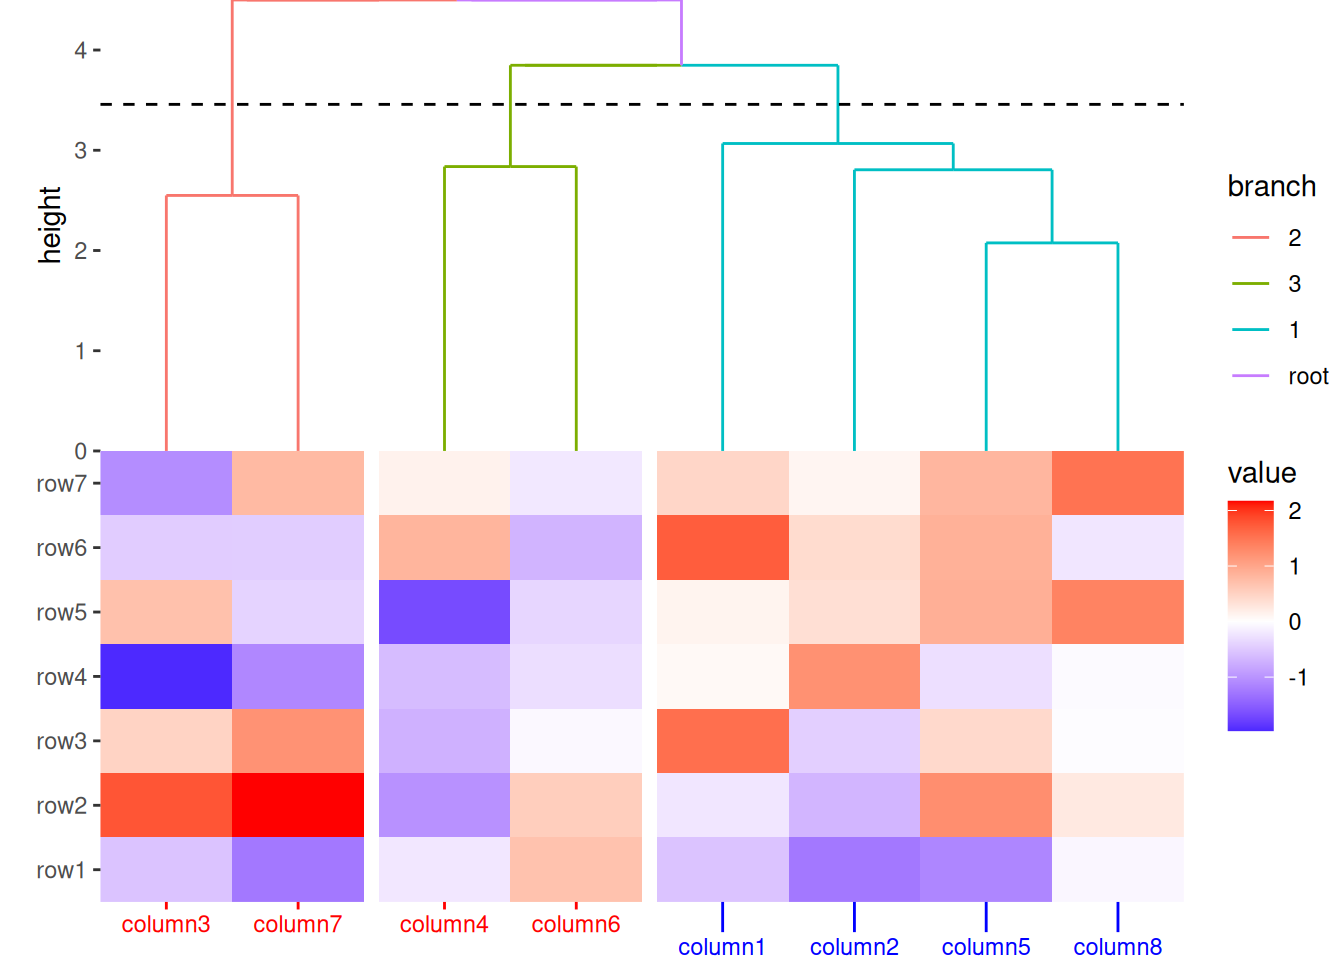 4
3
2
1
0
height
row7
row6
row5
row4
row3
row2
row1
column3
column7
column4
column6
column1
column2
column5
column8
branch
2
3
1
root
value
2
1
0
-1